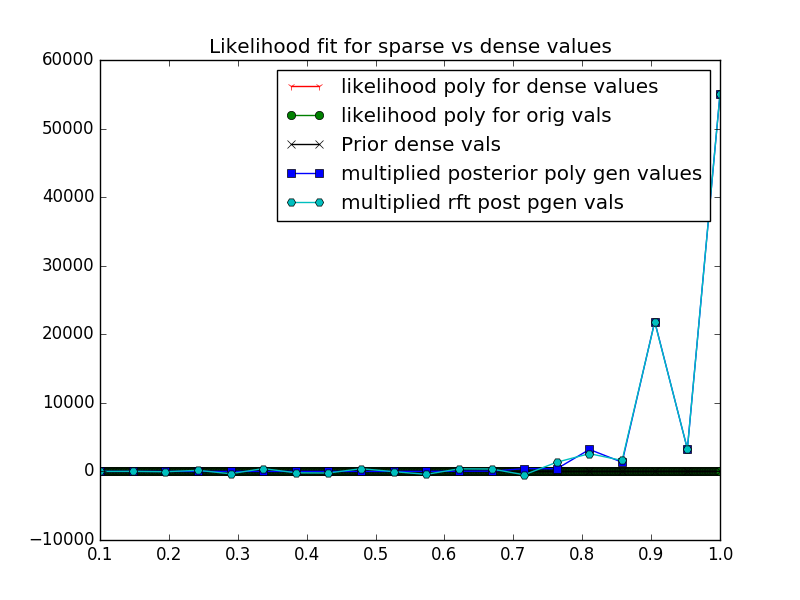 Likelihood fit for sparse vs dense values
60000
50000
40000
30000
20000
10000
0
−10000
likelihood poly for dense values
likelihood poly for orig vals
Prior dense vals
multiplied posterior poly gen values
multiplied rft post pgen vals
0.1 0.2 0.3 0.4 0.5 0.6 0.7 0.8 0.9 1.0